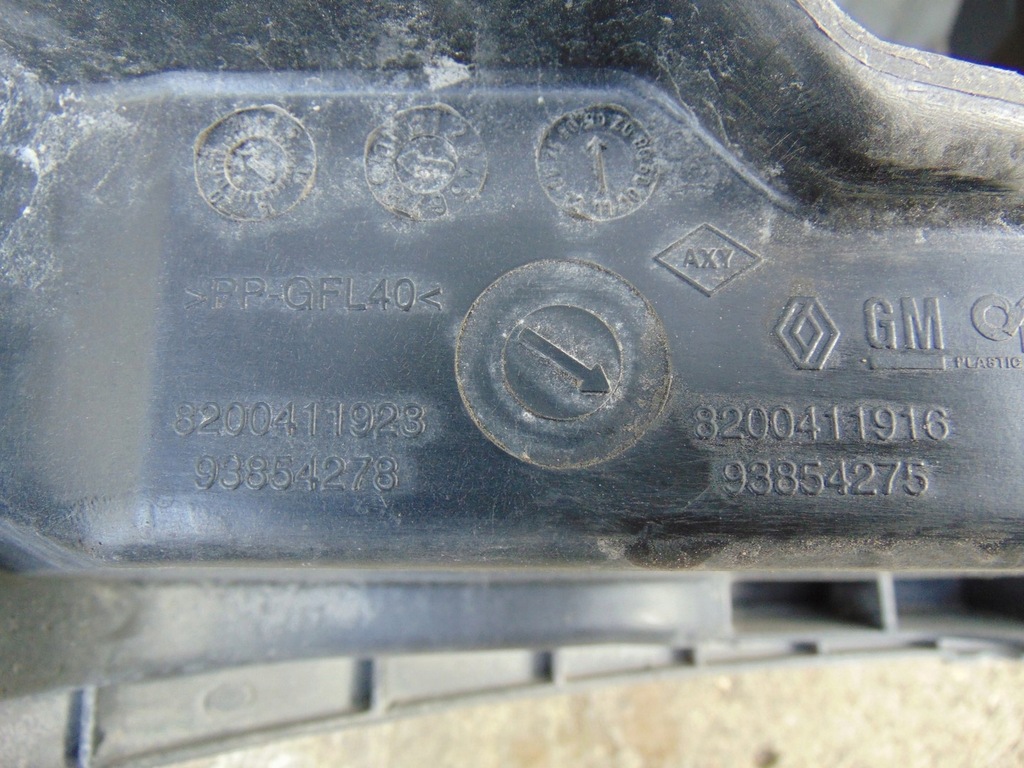 AXY
>PP-GFL40<
GM
PLASTIC
8200411923
8200411916
93854278
93854275